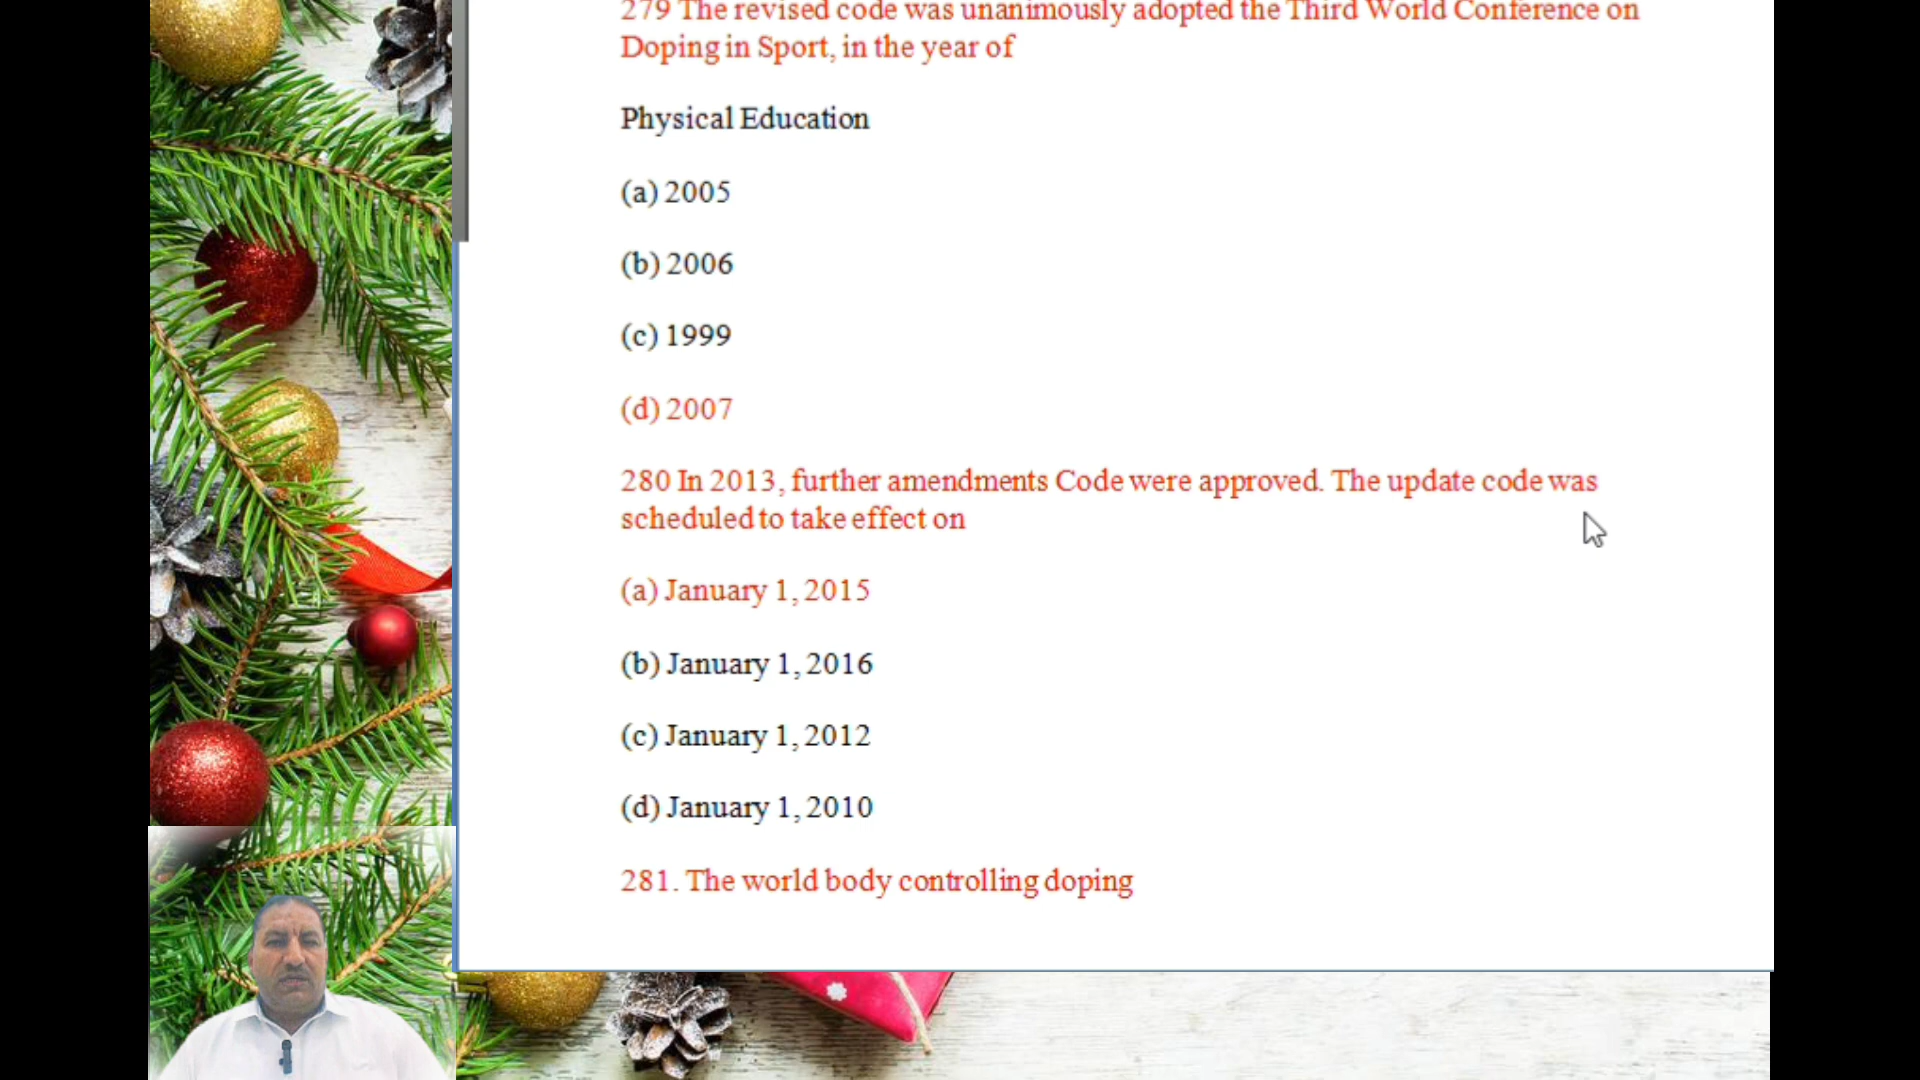 279 The revised code was unanimously adopted the Third World Conference on
Doping in Sport, in the year of
Physical Education
(a) 2005
(b) 2006
(c) 1999
(d) 2007
280 In 2013, further amendments Code were approved. The update code was
scheduled to take effect on
(a) January 1, 2015
(b) January 1, 2016
(c) January 1, 2012
(d) January 1, 2010
281. The world body controlling doping